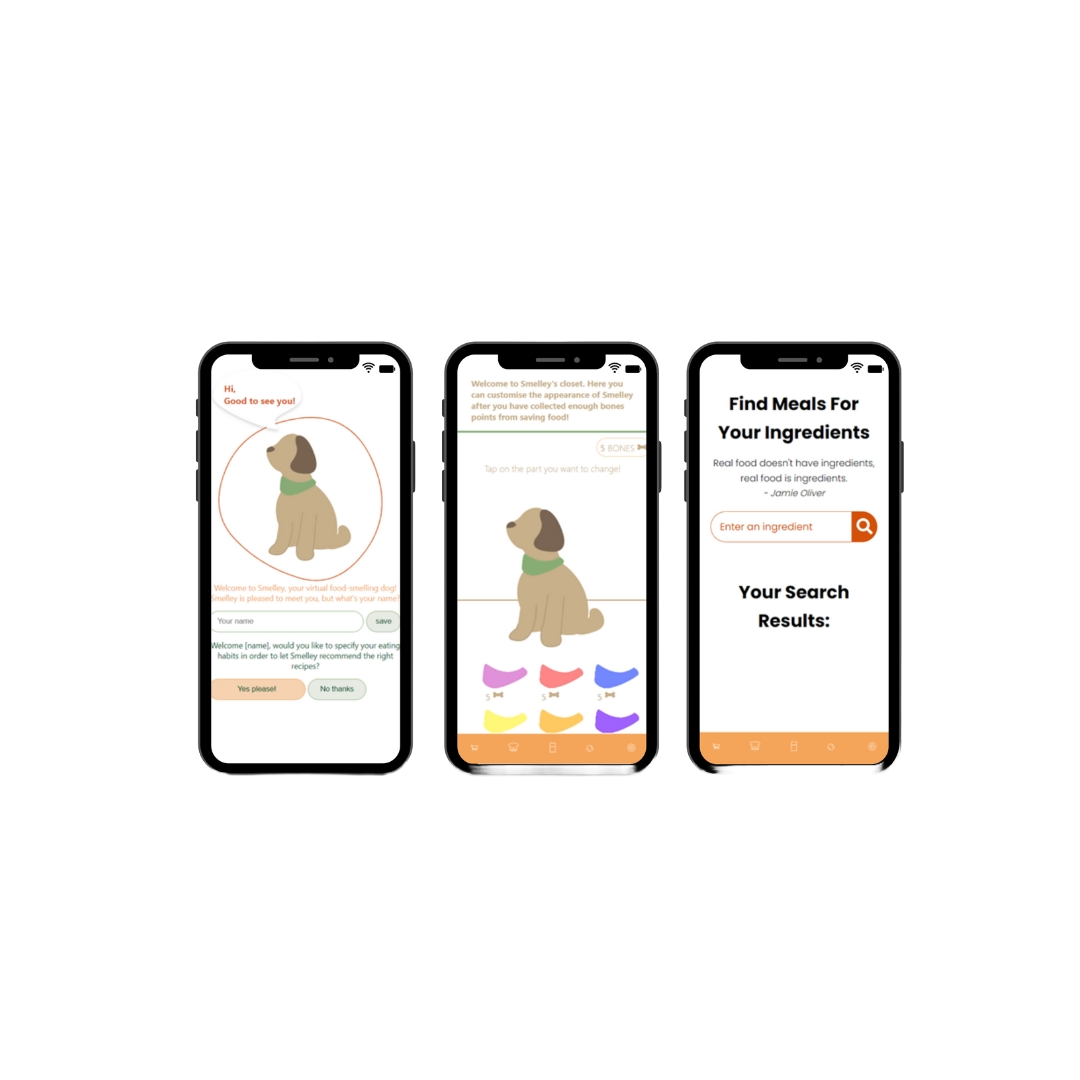 Hi,
Good to see you!
Welcome to Smelley, your virtual food-smelling dog!
Smelley is pleased to meet you, but what's your name?
Your name
save
Welcome [name], would you like to specify your eating
habits in order to let Smelley recommend the right
recipes?
Yes please!
No thanks
Welcome to Smelley's closet. Here you
can customise the appearance of Smelley
after you have collected enough bones
points from saving food!
5 BONES
Tap on the part you want to change!
5
5
5
Find Meals For
Your Ingredients
Real food doesn't have ingredients,
real food is ingredients.
- Jamie Oliver
Enter an ingredient
Your Search
Results: